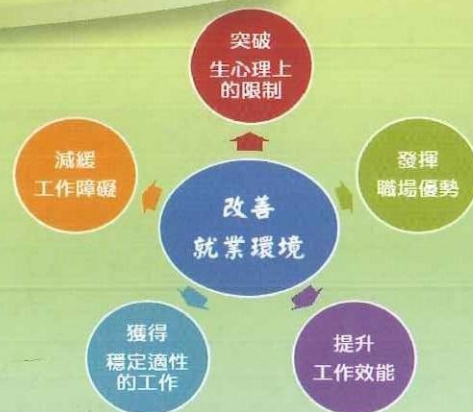 突破
生心理上
的限制
減緩
工作障礙
發揮
職場優勢
改善
就業環境
獲得
穩定適性
的工作
提升
工作效能